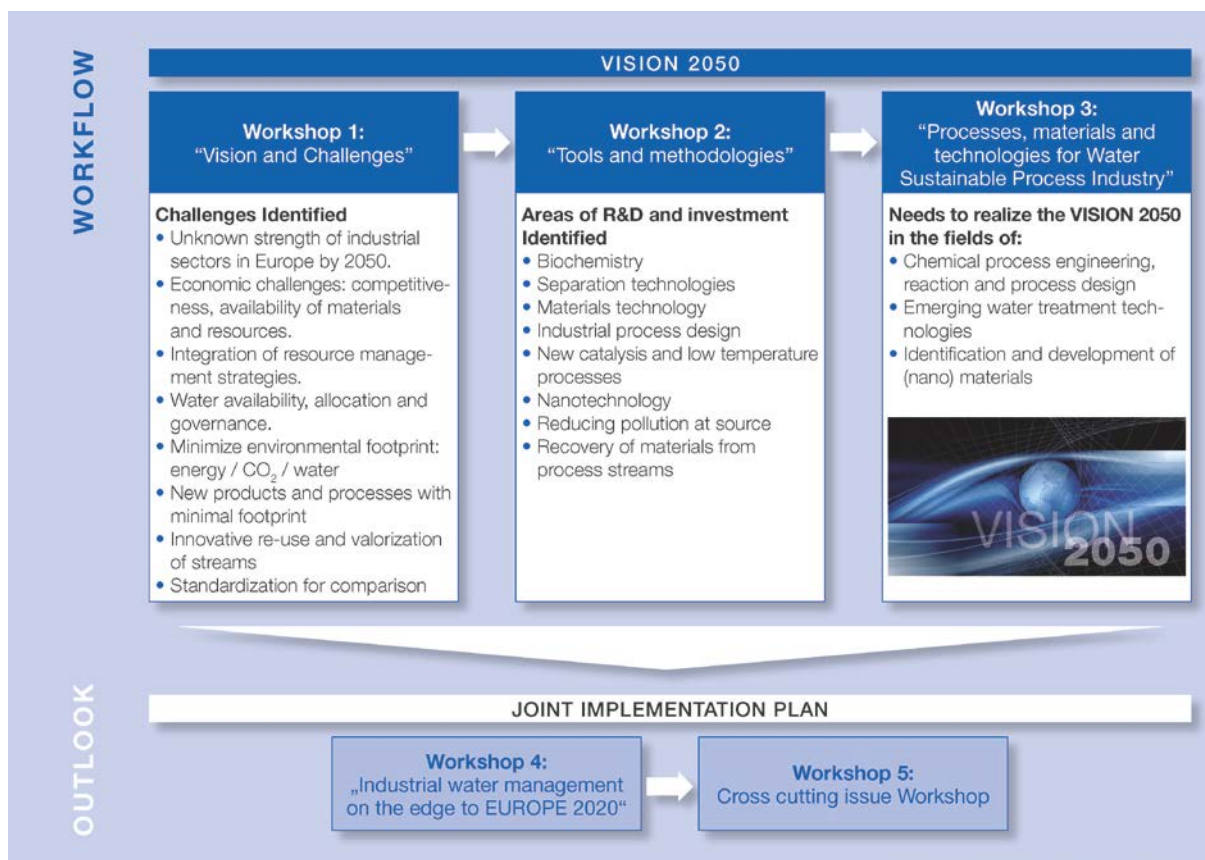 WORKFLOW
VISION 2050
Workshop 1:
“Vision and Challenges”
Challenges Identified
• Unknown strength of industrial
sectors in Europe by 2050.
• Economic challenges: competitive-
ness, availability of materials
and resources.
• Integration of resource manage-
ment strategies.
• Water availability, allocation and
governance.
• Minimize environmental footprint:
energy / CO₂ / water
• New products and processes with
minimal footprint
• Innovative re-use and valorization
of streams
• Standardization for comparison
Workshop 2:
“Tools and methodologies”
Areas of R&D and investment
Identified
• Biochemistry
• Separation technologies
• Materials technology
• Industrial process design
• New catalysis and low temperature
processes
• Nanotechnology
• Reducing pollution at source
• Recovery of materials from
process streams
Workshop 3:
“Processes, materials and
technologies for Water
Sustainable Process Industry”
Needs to realize the VISION 2050
in the fields of:
• Chemical process engineering,
reaction and process design
• Emerging water treatment tech-
nologies
• Identification and development of
(nano) materials
VISION
2050
OUTLOOK
JOINT IMPLEMENTATION PLAN
Workshop 4:
„Industrial water management
on the edge to EUROPE 2020“
Workshop 5:
Cross cutting issue Workshop